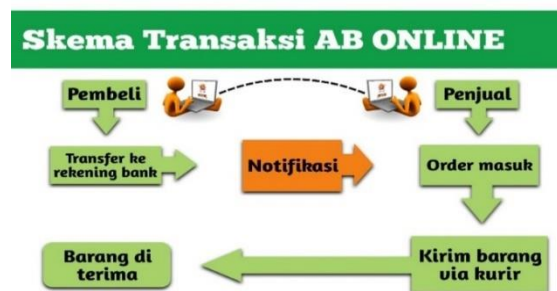 Skema Transaksi AB ONLINE
Pembeli
Penjual
Transfer ke
rekening bank
Notifikasi
Order masuk
Barang di
terima
Kirim barang
via kurir